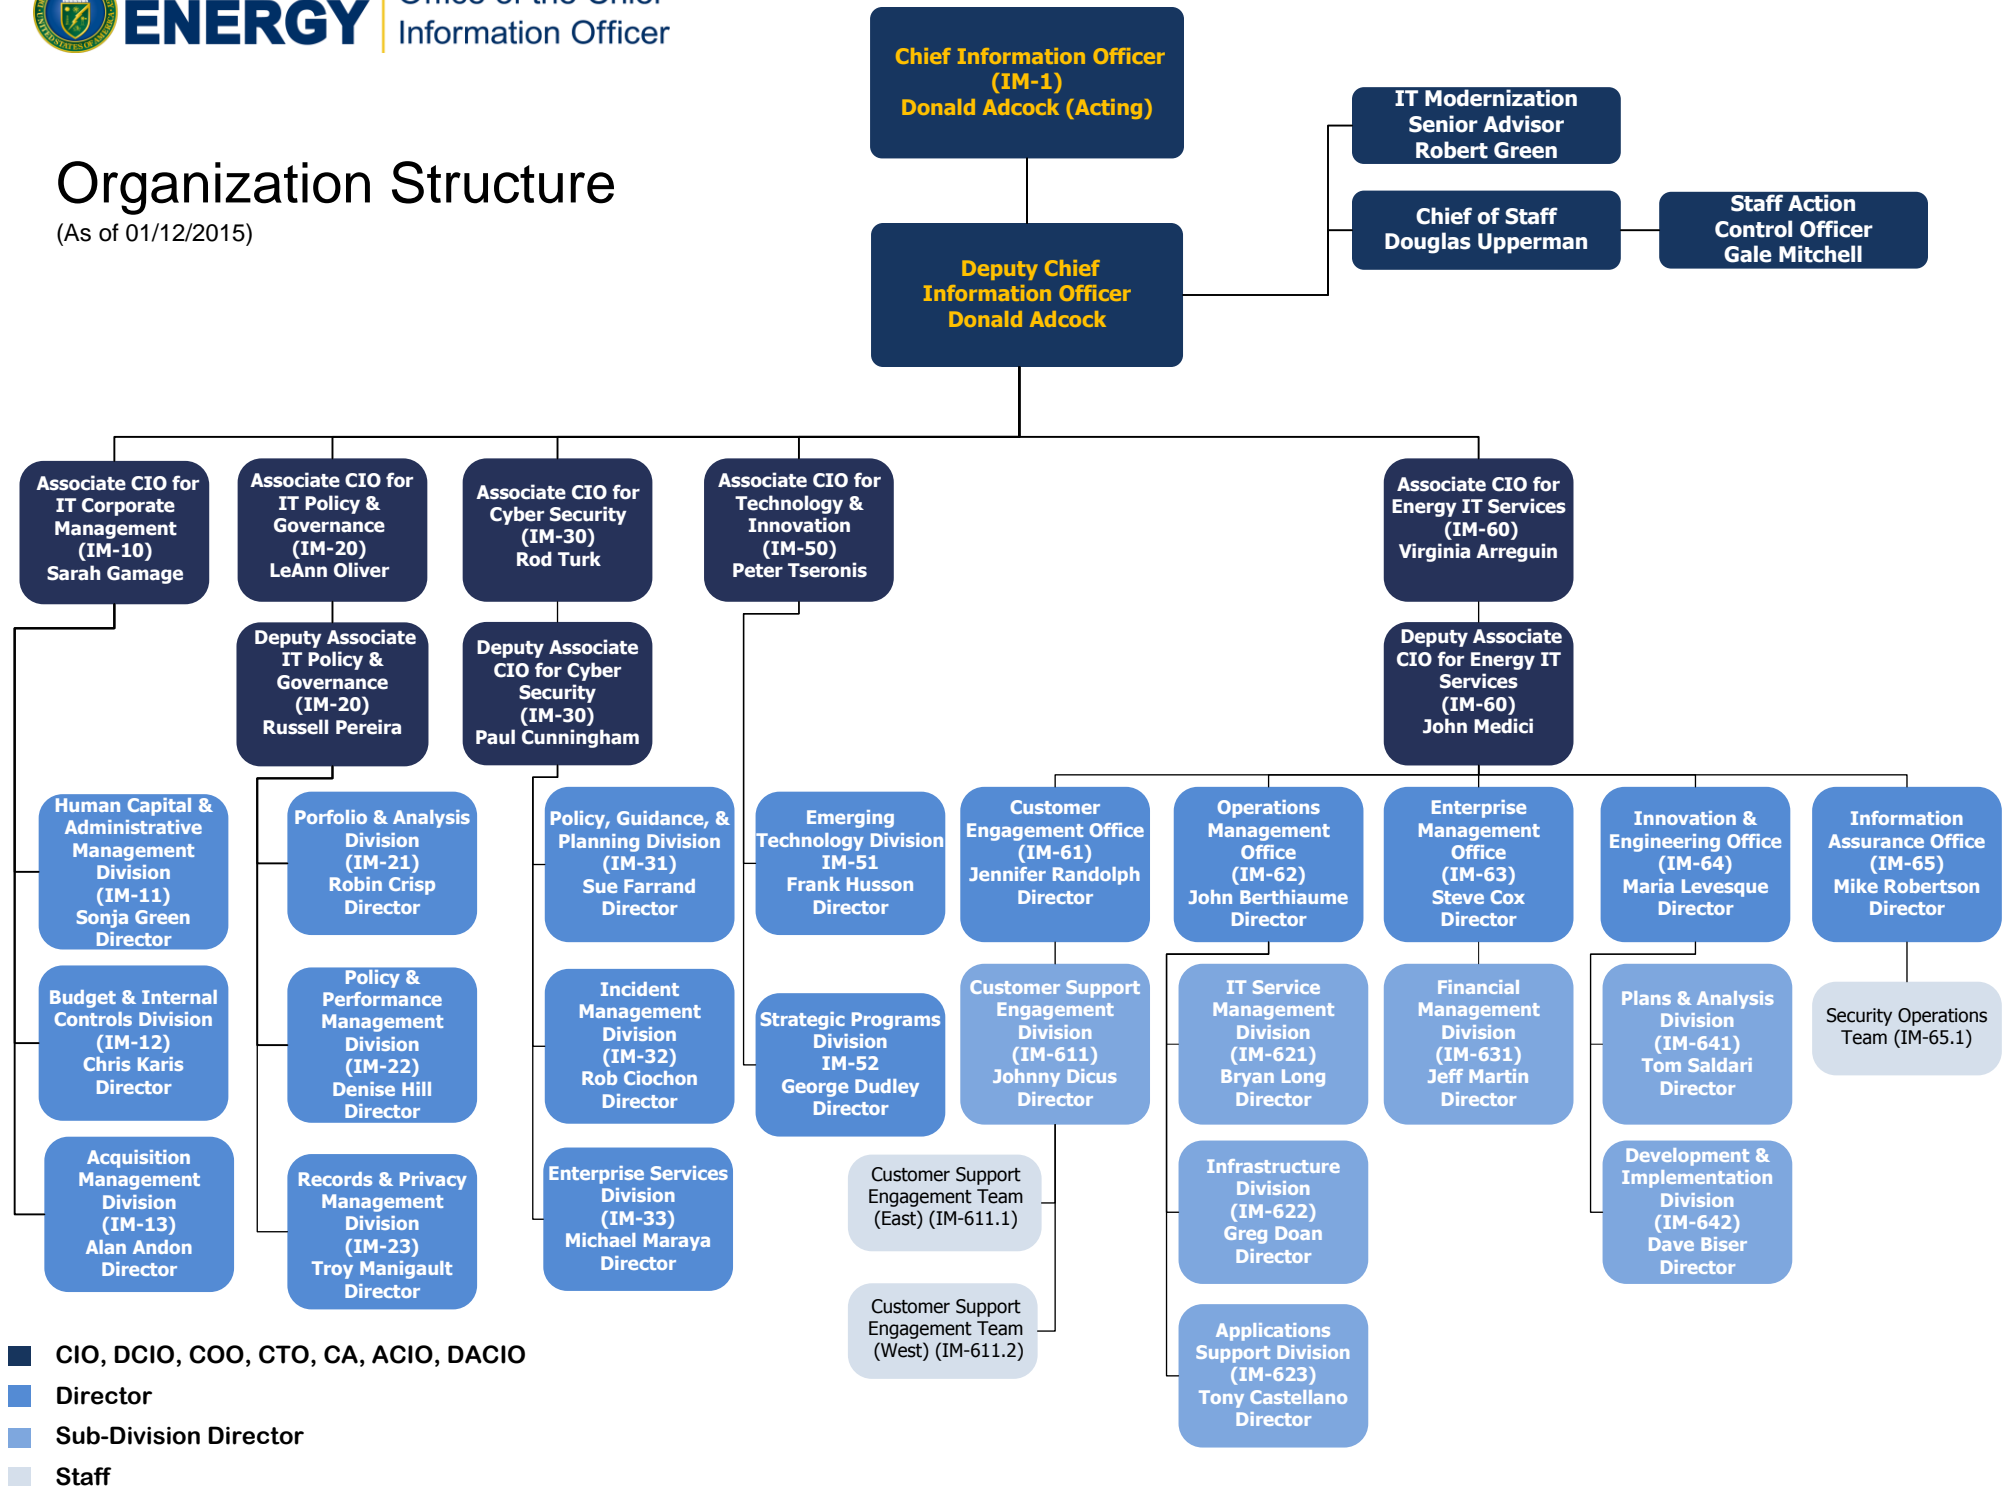 ENERGY
Office of the Chief
Information Officer
Organization Structure
(As of 01/12/2015)
Chief Information Officer
(IM-1)
Donald Adcock (Acting)
Deputy Chief
Information Officer
Donald Adcock
IT Modernization
Senior Advisor
Robert Green
Chief of Staff
Douglas Upperman
Staff Action
Control Officer
Gale Mitchell
Associate CIO for
IT Corporate
Management
(IM-10)
Sarah Gamage
Associate CIO for
IT Policy &
Governance
(IM-20)
LeAnn Oliver
Associate CIO for
Cyber Security
(IM-30)
Rod Turk
Associate CIO for
Technology &
Innovation
(IM-50)
Peter Tseronis
Associate CIO for
Energy IT Services
(IM-60)
Virginia Arreguin
Deputy Associate
IT Policy &
Governance
(IM-20)
Russell Pereira
Deputy Associate
CIO for Cyber
Security
(IM-30)
Paul Cunningham
Deputy Associate
CIO for Energy IT
Services
(IM-60)
John Medici
Human Capital &
Administrative
Management
Division
(IM-11)
Sonja Green
Director
Budget & Internal
Controls Division
(IM-12)
Chris Karis
Director
Acquisition
Management
Division
(IM-13)
Alan Andon
Director
Porfolio & Analysis
Division
(IM-21)
Robin Crisp
Director
Policy &
Performance
Management
Division
(IM-22)
Denise Hill
Director
Records & Privacy
Management
Division
(IM-23)
Troy Manigault
Director
Policy, Guidance, &
Planning Division
(IM-31)
Sue Farrand
Director
Incident
Management
Division
(IM-32)
Rob Ciochon
Director
Enterprise Services
Division
(IM-33)
Michael Maraya
Director
Emerging
Technology Division
IM-51
Frank Husson
Director
Strategic Programs
Division
IM-52
George Dudley
Director
Customer
Engagement Office
(IM-61)
Jennifer Randolph
Director
Customer Support
Engagement
Division
(IM-611)
Johnny Dicus
Director
Customer Support
Engagement Team
(East) (IM-611.1)
Customer Support
Engagement Team
(West) (IM-611.2)
Operations
Management
Office
(IM-62)
John Berthiaume
Director
IT Service
Management
Division
(IM-621)
Bryan Long
Director
Infrastructure
Division
(IM-622)
Greg Doan
Director
Applications
Support Division
(IM-623)
Tony Castellano
Director
Enterprise
Management
Office
(IM-63)
Steve Cox
Director
Financial
Management
Division
(IM-631)
Jeff Martin
Director
Innovation &
Engineering Office
(IM-64)
Maria Levesque
Director
Plans & Analysis
Division
(IM-641)
Tom Saldari
Director
Development &
Implementation
Division
(IM-642)
Dave Biser
Director
Information
Assurance Office
(IM-65)
Mike Robertson
Director
Security Operations
Team (IM-65.1)
CIO, DCIO, COO, CTO, CA, ACIO, DACIO
Director
Sub-Division Director
Staff